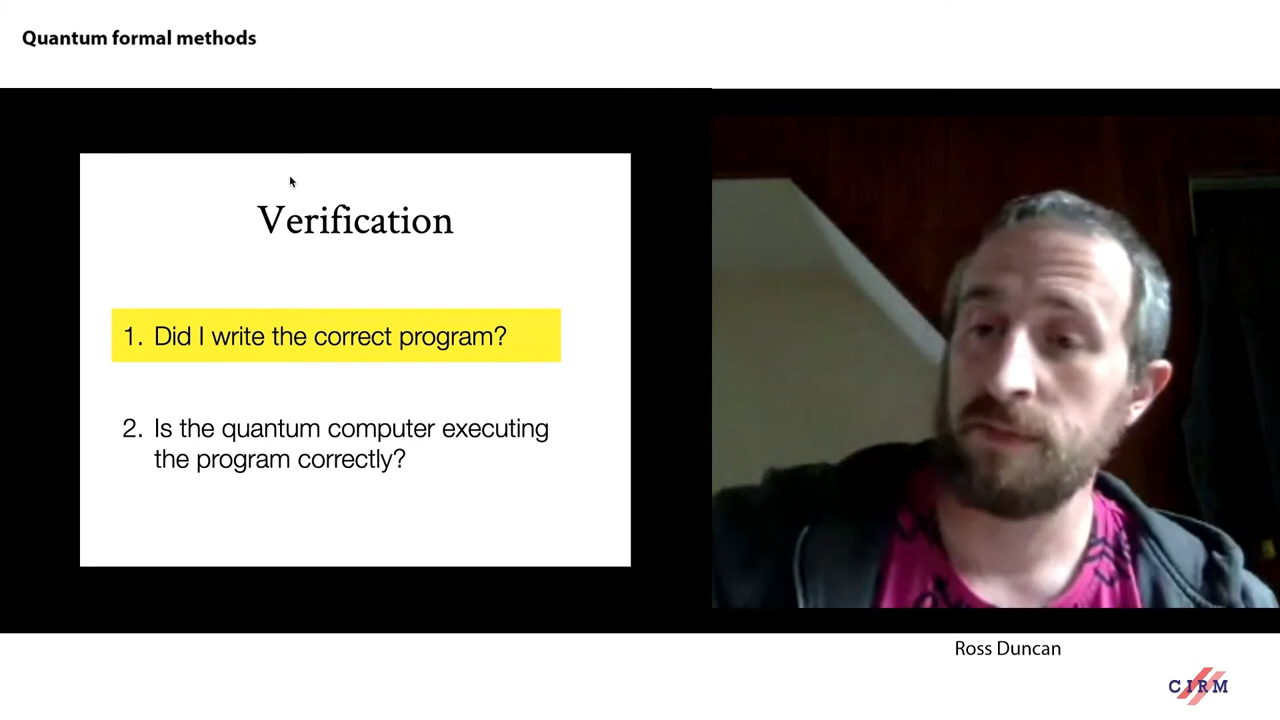 Quantum formal methods
Verification
1. Did I write the correct program?
2. Is the quantum computer executing
the program correctly?
Ross Duncan
CIRM